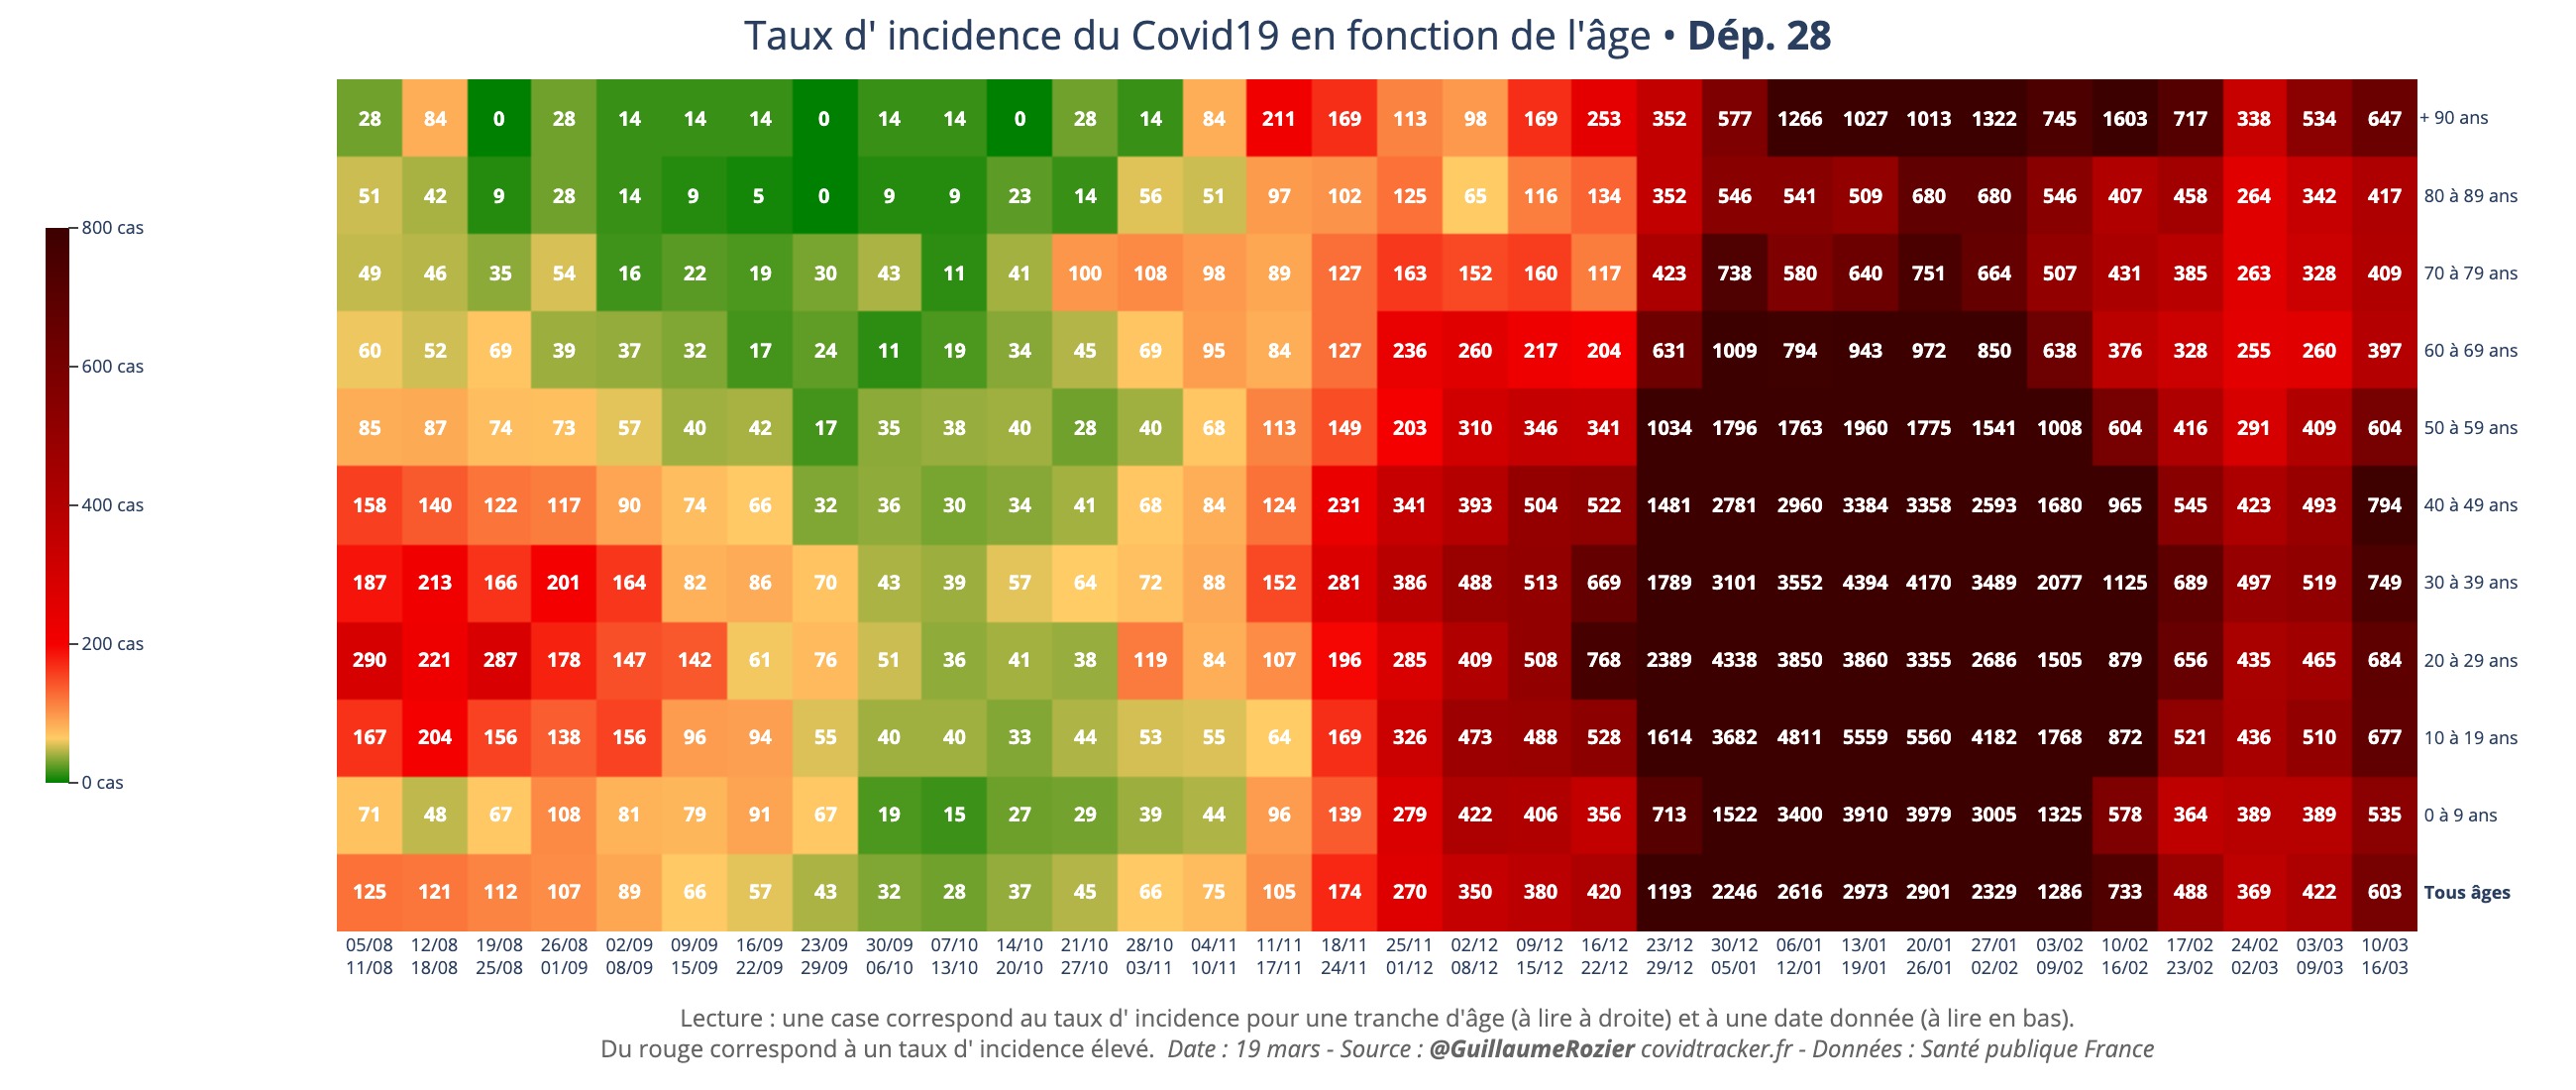 Taux d' incidence du Covid19 en fonction de l'âge • Dép. 28
28 84 0 28 14 14 14 0 14 14 0 28 14 84 211 169 113 98 169 253 352 577 1266 1027 1013 1322 745 1603 717 338 534 647 + 90 ans
51 42 9 28 14 9 5 0 9 9 23 14 56 51 97 102 125 65 116 134 352 546 541 509 680 680 546 407 458 264 342 417 80 à 89 ans
800 cas
49 46 35 54 16 22 19 30 43 11 41 100 108 98 89 127 163 152 160 117 423 738 580 640 751 664 507 431 385 263 328 409 70 à 79 ans
60 52 69 39 37 32 17 24 11 19 34 45 69 95 84 127 236 260 217 204 631 1009 794 943 972 850 638 376 328 255 260 397 60 à 69 ans
600 cas
85 87 74 73 57 40 42 17 35 38 40 28 40 68 113 149 203 310 346 341 1034 1796 1763 1960 1775 1541 1008 604 416 291 409 604 50 à 59 ans
400 cas
158 140 122 117 90 74 66 32 36 30 34 41 68 84 124 231 341 393 504 522 1481 2781 2960 3384 3358 2593 1680 965 545 423 493 794 40 à 49 ans
187 213 166 201 164 82 86 70 43 39 57 64 72 88 152 281 386 488 513 669 1789 3101 3552 4394 4170 3489 2077 1125 689 497 519 749 30 à 39 ans
200 cas
290 221 287 178 147 142 61 76 51 36 41 38 119 84 107 196 285 409 508 768 2389 4338 3850 3860 3355 2686 1505 879 656 435 465 684 20 à 29 ans
167 204 156 138 156 96 94 55 40 40 33 44 53 55 64 169 326 473 488 528 1614 3682 4811 5559 5560 4182 1768 872 521 436 510 677 10 à 19 ans
0 cas
71 48 67 108 81 79 91 67 19 15 27 29 39 44 96 139 279 422 406 356 713 1522 3400 3910 3979 3005 1325 578 364 389 389 535 0 à 9 ans
125 121 112 107 89 66 57 43 32 28 37 45 66 75 105 174 270 350 380 420 1193 2246 2616 2973 2901 2329 1286 733 488 369 422 603 Tous âges
05/08 12/08 19/08 26/08 02/09 09/09 16/09 23/09 30/09 07/10 14/10 21/10 28/10 04/11 11/11 18/11 25/11 02/12 09/12 16/12 23/12 30/12 06/01 13/01 20/01 27/01 03/02 10/02 17/02 24/02 03/03 10/03
11/08 18/08 25/08 01/09 08/09 15/09 22/09 29/09 06/10 13/10 20/10 27/10 03/11 10/11 17/11 24/11 01/12 08/12 15/12 22/12 29/12 05/01 12/01 19/01 26/01 02/02 09/02 16/02 23/02 02/03 09/03 16/03
Lecture : une case correspond au taux d' incidence pour une tranche d'âge (à lire à droite) et à une date donnée (à lire en bas).
Du rouge correspond à un taux d' incidence élevé. Date : 19 mars - Source : @GuillaumeRozier covidtracker.fr - Données : Santé publique France